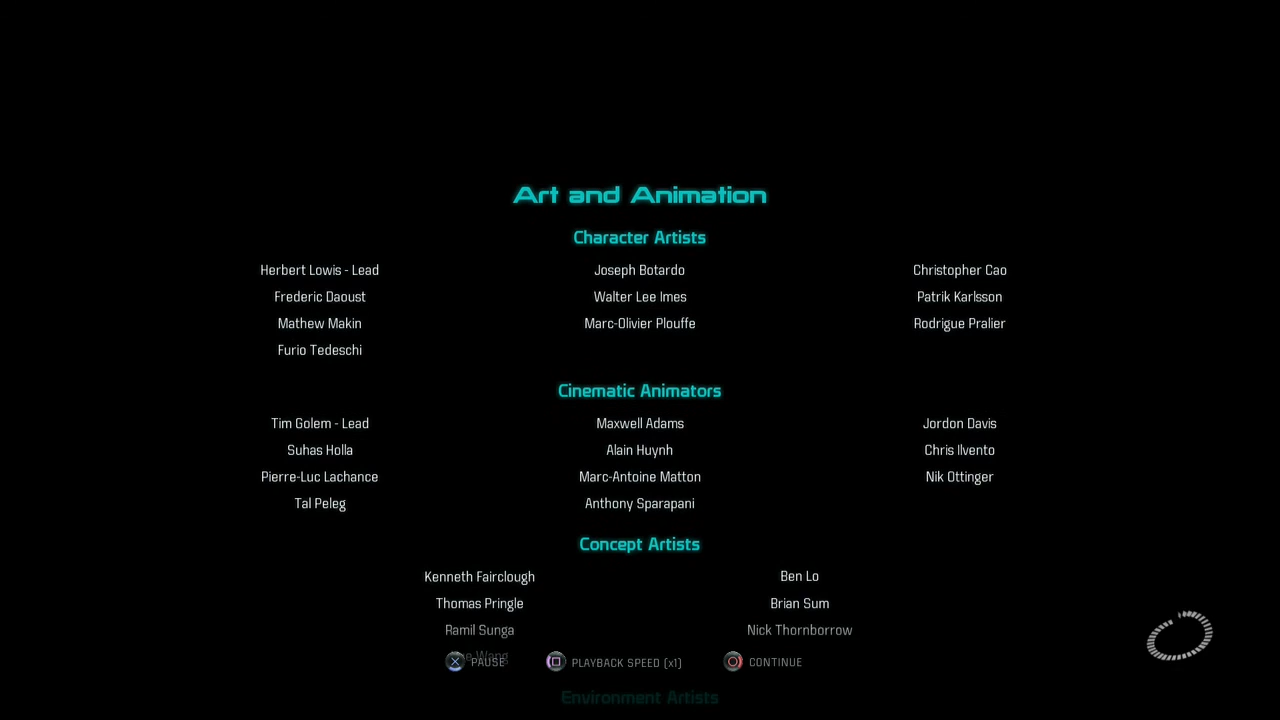 Art and Animation
Character Artists
Herbert Lowis - Lead Joseph Botardo Christopher Cao
Frederic Daoust Walter Lee Imes Patrik Karlsson
Mathew Makin Marc-Olivier Plouffe Rodrigue Pralier
Furio Tedeschi
Cinematic Animators
Tim Golem - Lead Maxwell Adams Jordon Davis
Suhas Holla Alain Huynh Chris Ilvento
Pierre-Luc Lachance Marc-Antoine Matton Nik Ottinger
Tal Peleg Anthony Sparapani
Concept Artists
Kenneth Fairclough Ben Lo
Thomas Pringle Brian Sum
Ramil Sunga Nick Thornborrow
Wang
PAUSE PLAYBACK SPEED (x1) CONTINUE
Environment Artists